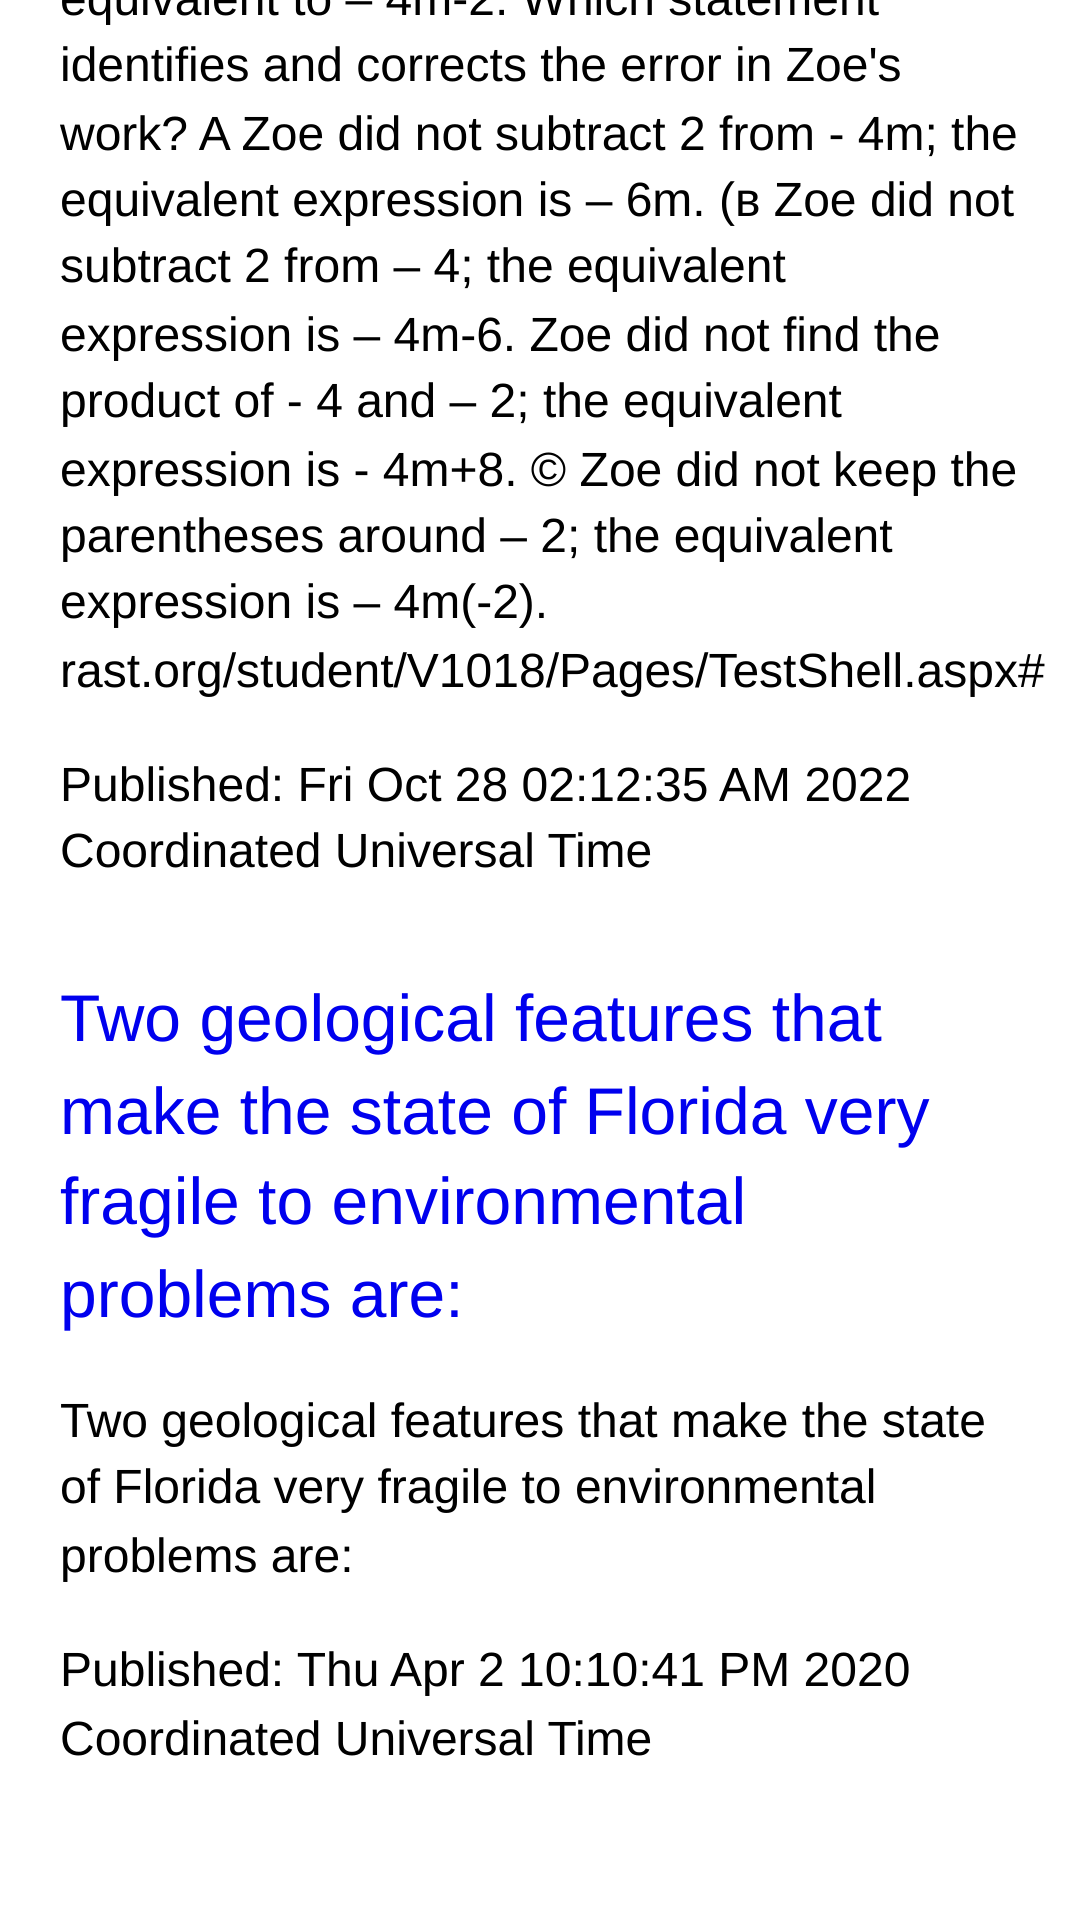 equivalent to – 4m-2. Which statement
identifies and corrects the error in Zoe's
work? A Zoe did not subtract 2 from - 4m; the
equivalent expression is – 6m. (в Zoe did not
subtract 2 from – 4; the equivalent
expression is – 4m-6. Zoe did not find the
product of - 4 and – 2; the equivalent
expression is - 4m+8. © Zoe did not keep the
parentheses around – 2; the equivalent
expression is – 4m(-2).
rast.org/student/V1018/Pages/TestShell.aspx#
Published: Fri Oct 28 02:12:35 AM 2022
Coordinated Universal Time
Two geological features that
make the state of Florida very
fragile to environmental
problems are:
Two geological features that make the state
of Florida very fragile to environmental
problems are:
Published: Thu Apr 2 10:10:41 PM 2020
Coordinated Universal Time